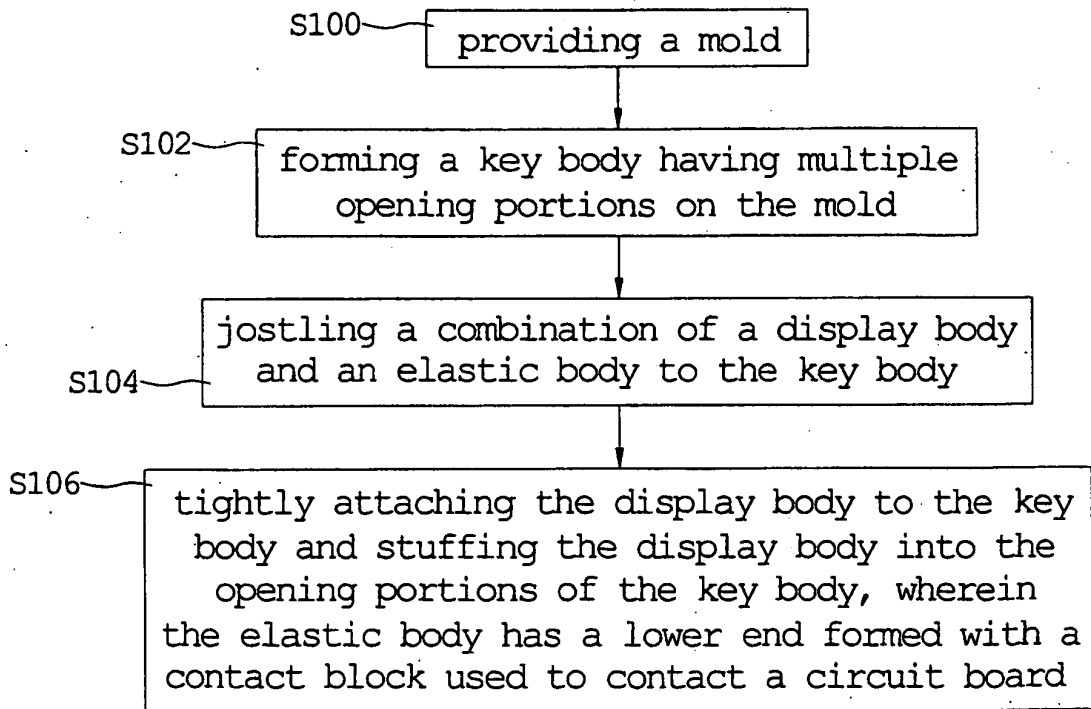 S100
providing a mold
S102
forming a key body having multiple
opening portions on the mold
jostling a combination of a display body
and an elastic body to the key body
S104
S106
tightly attaching the display body to the key
body and stuffing the display body into the
opening portions of the key body, wherein
the elastic body has a lower end formed with a
contact block used to contact a circuit board